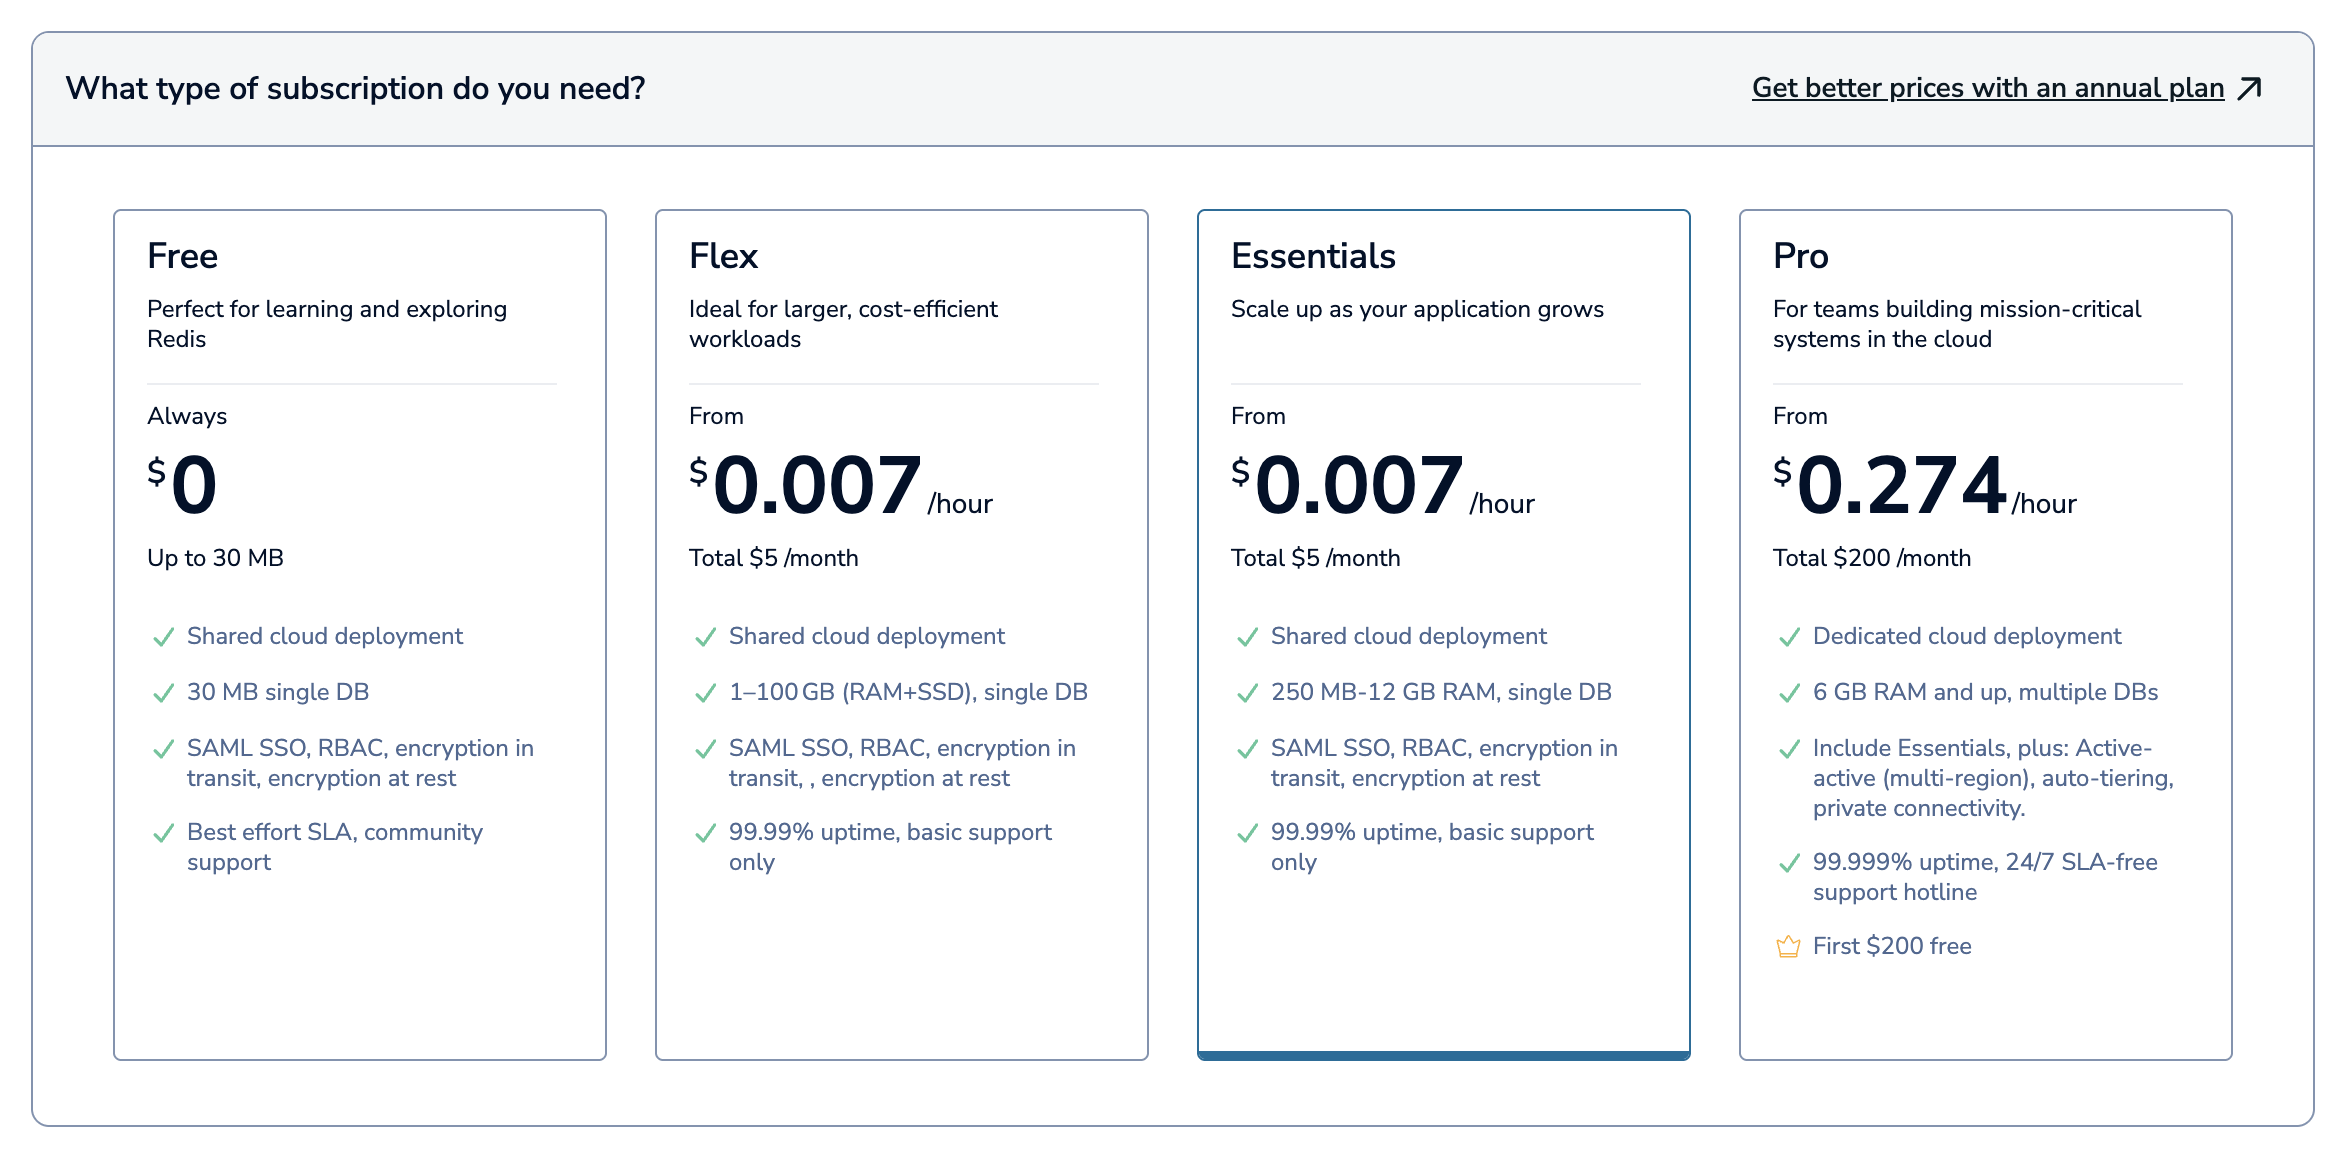 What type of subscription do you need?
Get better prices with an annual plan
Free
Perfect for learning and exploring
Redis
Always
$0
Up to 30 MB
Shared cloud deployment
30 MB single DB
SAML SSO, RBAC, encryption in
transit, encryption at rest
Best effort SLA, community
support
Flex
Ideal for larger, cost-efficient
workloads
From
$0.007 /hour
Total $5 /month
Shared cloud deployment
1–100 GB (RAM+SSD), single DB
SAML SSO, RBAC, encryption in
transit, , encryption at rest
99.99% uptime, basic support
only
Essentials
Scale up as your application grows
From
$0.007 /hour
Total $5 /month
Shared cloud deployment
250 MB-12 GB RAM, single DB
SAML SSO, RBAC, encryption in
transit, encryption at rest
99.99% uptime, basic support
only
Pro
For teams building mission-critical
systems in the cloud
From
$0.274 /hour
Total $200 /month
Dedicated cloud deployment
6 GB RAM and up, multiple DBs
Include Essentials, plus: Active-
active (multi-region), auto-tiering,
private connectivity.
99.999% uptime, 24/7 SLA-free
support hotline
First $200 free